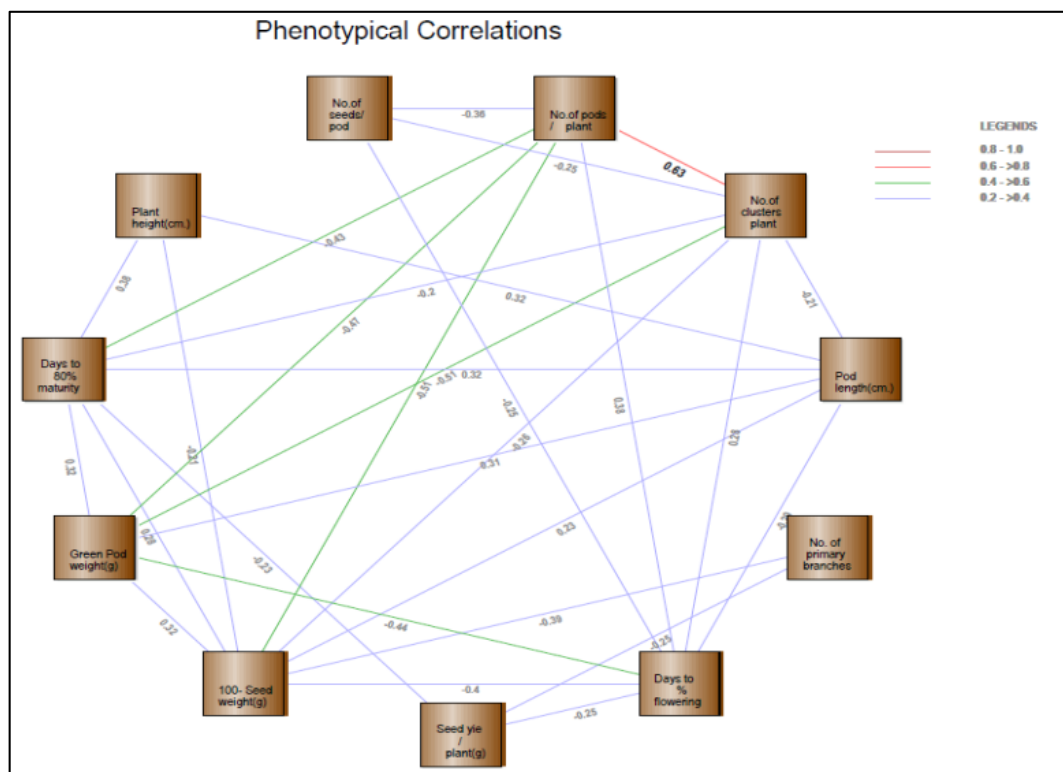 Phenotypical Correlations
No.of
seeds/
pod
No.of pods
/ plant
-0.36
LEGENDS
0.8 - 1.0
0.6 - >0.8
0.4 - >0.6
0.2 - >0.4
-0.25
0.63
Plant
height(cm.)
No.of
clusters
plant
-0.43
0.38
-0.2
0.32
-0.21
-0.47
Days to
80%
maturity
0.32
Pod
length(cm.)
-0.51
-0.51
-0.25
0.38
0.28
-0.26
0.32
-0.21
0.31
Green Pod
weight(g)
0.28
0.23
No. of
primary
branches
-0.23
0.32
-0.44
-0.39
-0.25
100- Seed
weight(g)
-0.4
Days to
%
flowering
Seed yie
/
plant(g)
-0.25